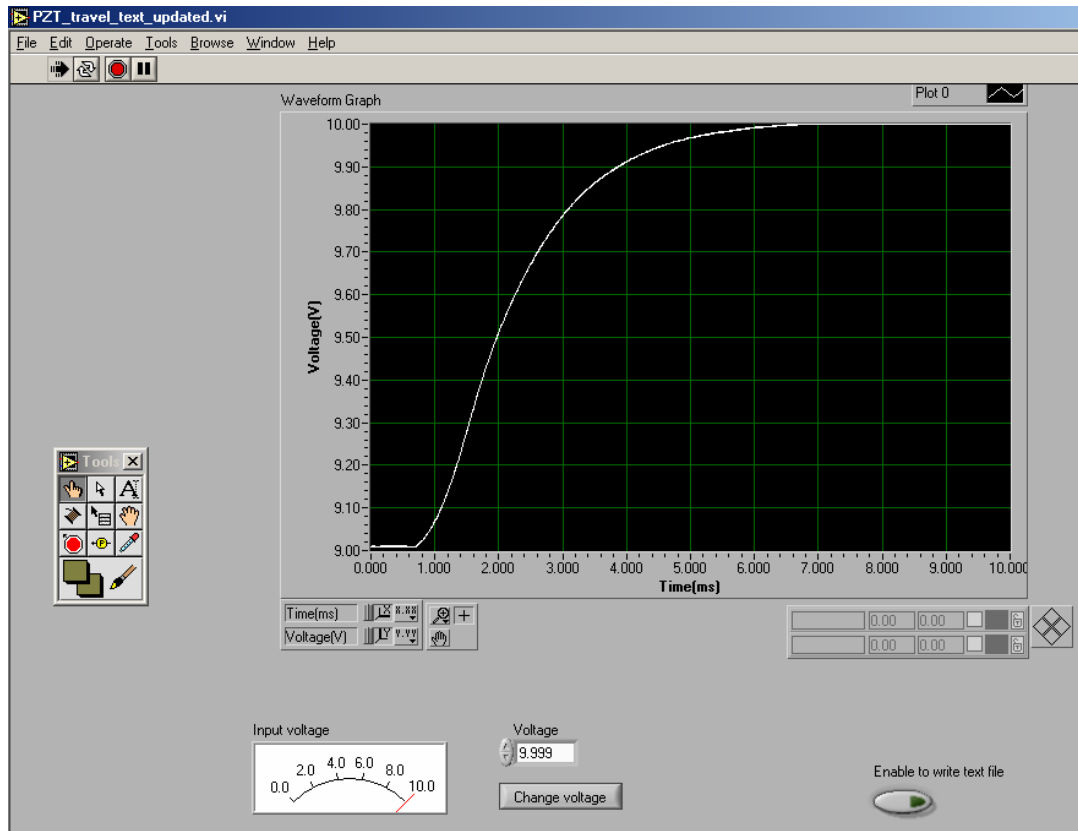 PZT_travel_text_updated.vi
File Edit Operate Tools Browse Window Help
Waveform Graph
Plot 0
10.00
9.90
9.80
9.70
9.60
9.50
9.40
9.30
9.20
9.10
9.00
Voltage(V)
0.000 1.000 2.000 3.000 4.000 5.000 6.000 7.000 8.000 9.000 10.000
Time(ms)
Tools
A
P
Time(ms) X X.XX
Voltage(V) Y Y.YY
0.00 0.00
0.00 0.00
Input voltage
0.0 2.0 4.0 6.0 8.0 10.0
Voltage
9.999
Change voltage
Enable to write text file